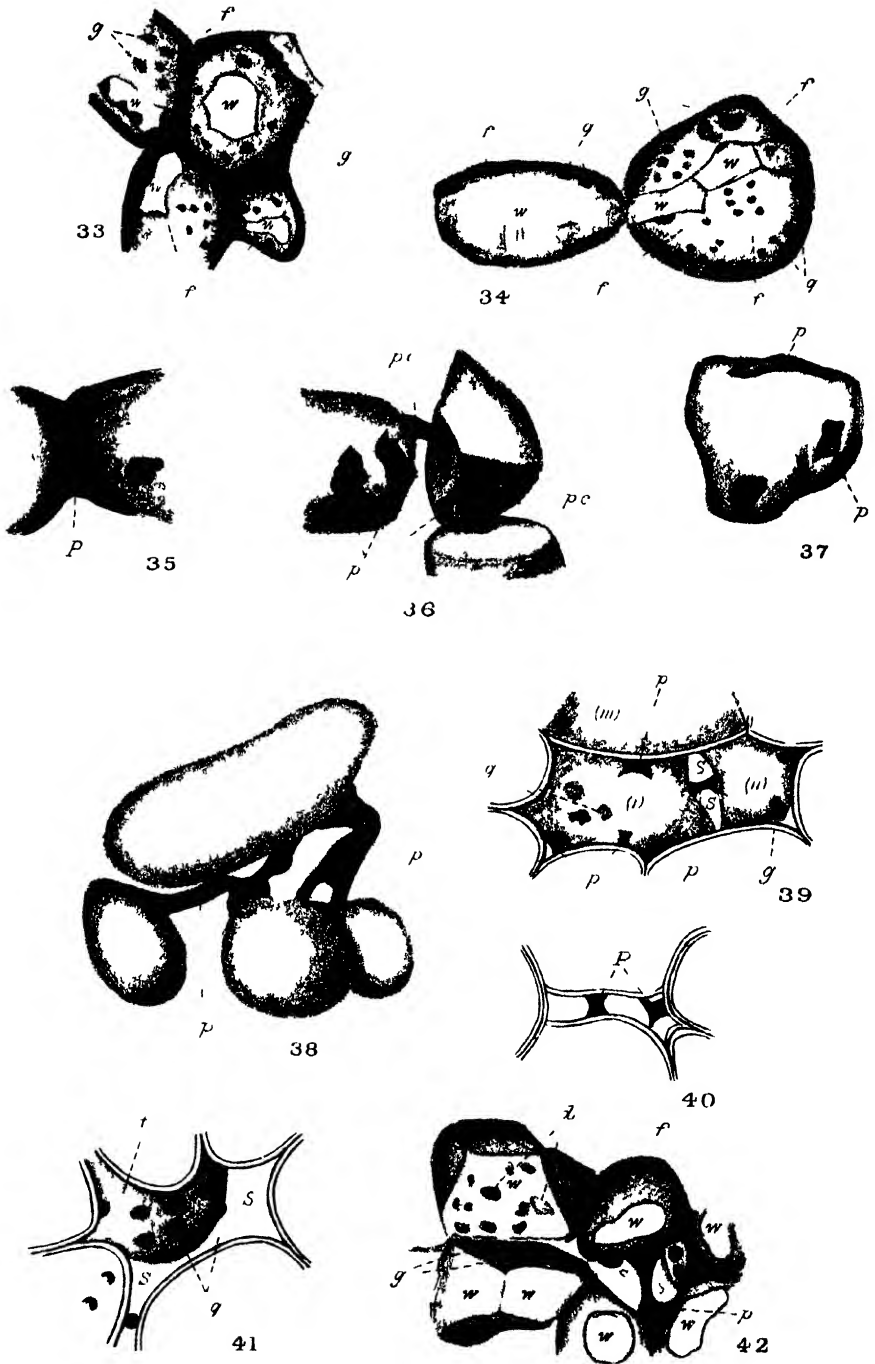 g f
w w g
w w
33
f
g f
f g w
w w
34 f f g
P 35
pc
pc
p
36
p
p
37
p
p
38
p
(iii)
g S (ii)
(i) S
p p g
39
P
40
t
S
S
g
41
f
w w w
g s
w w p
w w
42